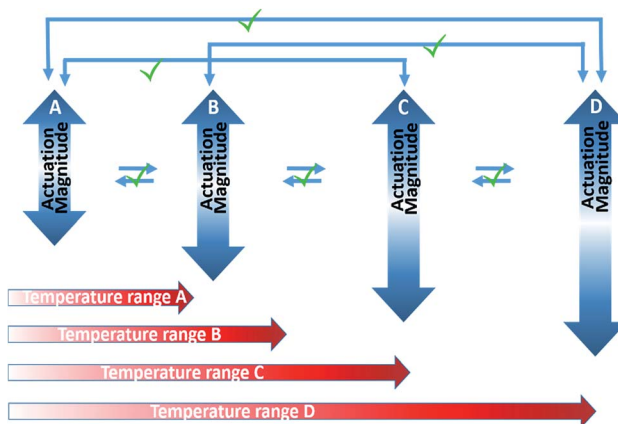 A
B
C
D
Actuation
Magnitude
Actuation
Magnitude
Actuation
Magnitude
Actuation
Magnitude
Temperature range A
Temperature range B
Temperature range C
Temperature range D